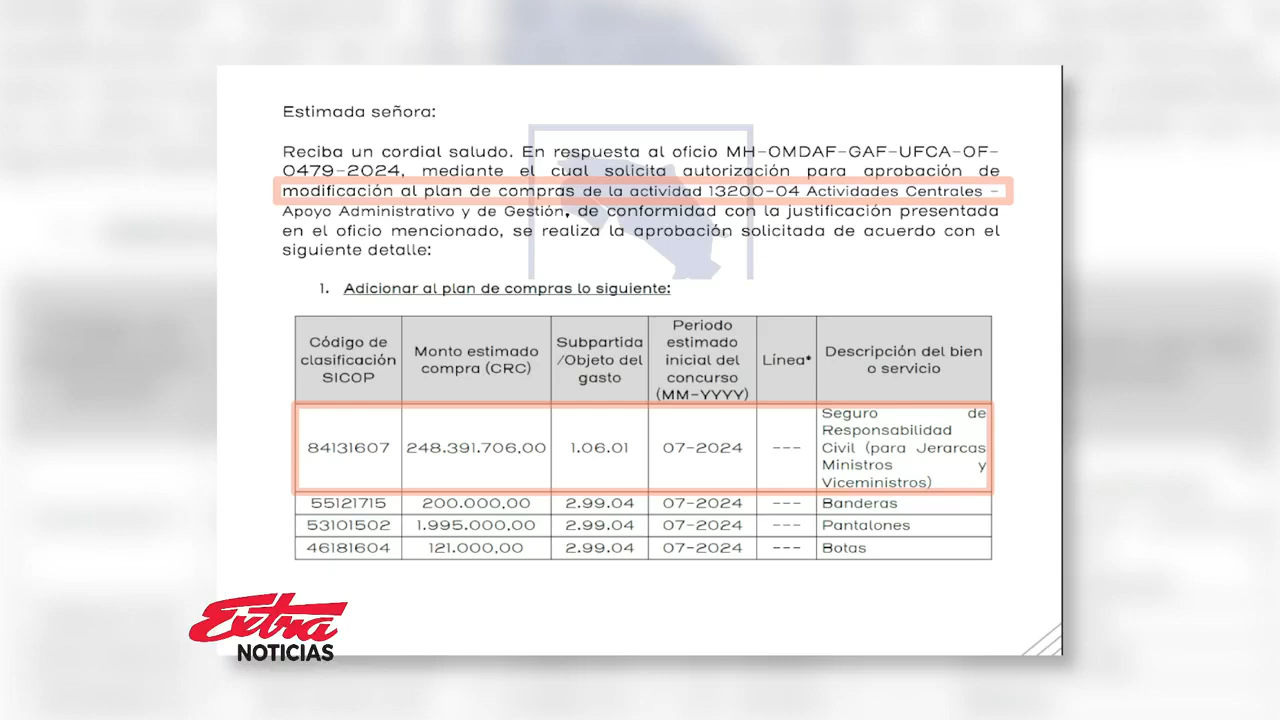 Estimada señora:
Reciba un cordial saludo. En respuesta al oficio MH-OMDAF-GAF-UFCA-OF-
0479-2024, mediante el cual solicita autorización para aprobación de
modificación al plan de compras de la actividad 13200-04 Actividades Centrales -
Apoyo Administrativo y de Gestión, de conformidad con la justificación presentada
en el oficio mencionado, se realiza la aprobación solicitada de acuerdo con el
siguiente detalle:
1. Adicionar al plan de compras lo siguiente:
Código de
clasificación
SICOP
Monto estimado
compra (CRC)
Subpartida
/Objeto del
gasto
Periodo
estimado
inicial del
concurso
(MM-YYYY)
Línea*
Descripción del bien
o servicio
84131607 248.391.706,00 1.06.01 07-2024 ---
Seguro de
Responsabilidad
Civil (para Jerarcas
Ministros y
Viceministros)
55121715 200.000,00 2.99.04 07-2024 --- Banderas
53101502 1.995.000,00 2.99.04 07-2024 --- Pantalones
46181604 121.000,00 2.99.04 07-2024 --- Botas
Extra
NOTICIAS